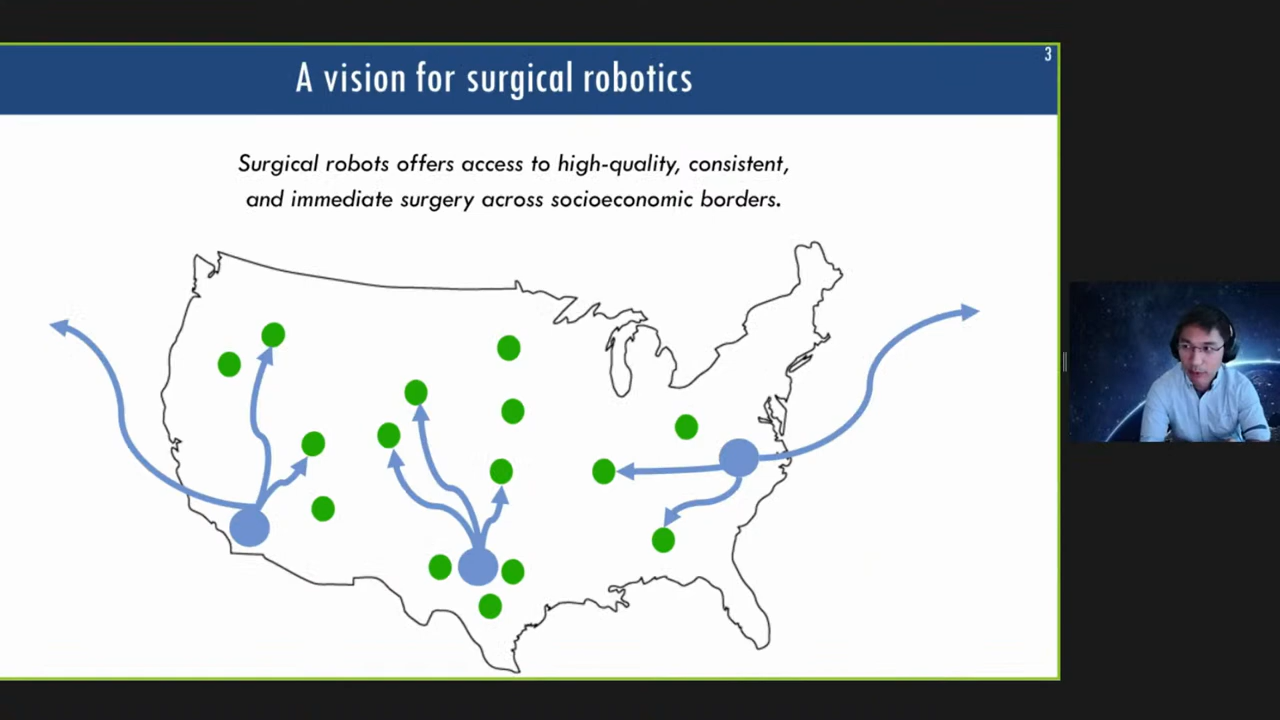 3
A vision for surgical robotics
Surgical robots offers access to high-quality, consistent,
and immediate surgery across socioeconomic borders.